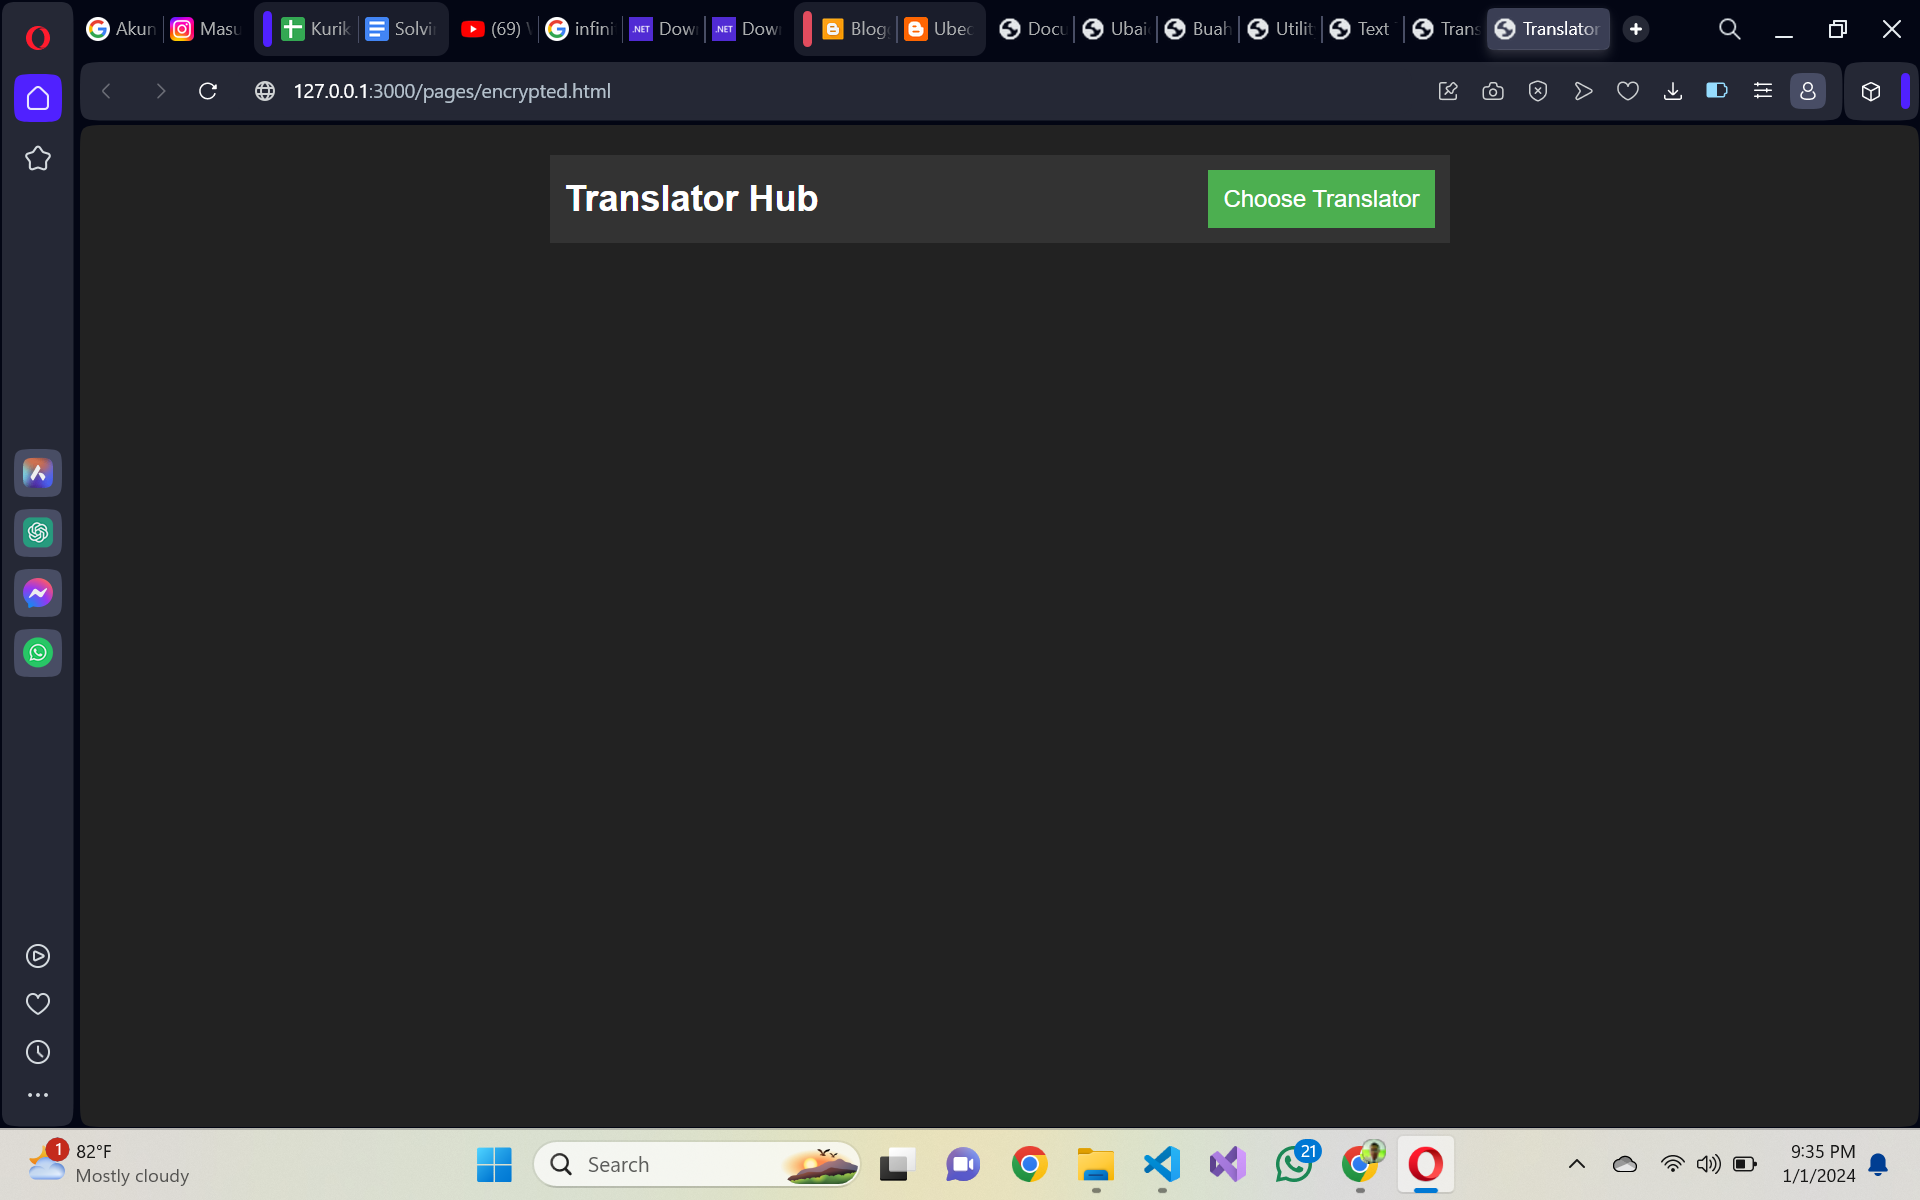 Akun
Masu
Kurik
Solvi
(69)
infini
.NET
Dow
.NET
Dow
Blog
Ubec
Docu
Ubai
Buah
Utilit
Text
Trans
Translator
127.0.0.1:3000/pages/encrypted.html
Translator Hub
Choose Translator
1
82°F
Mostly cloudy
Search
21
9:35 PM
1/1/2024